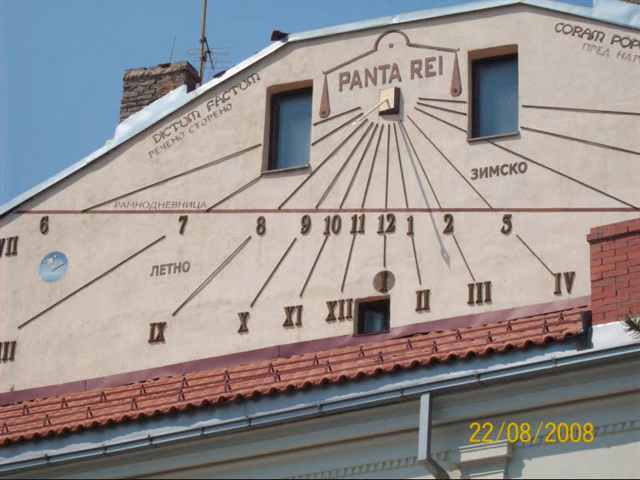 CORAM POP
ПРЕД НАР
PANTA REI
DICTUM FACTUM
РЕЧЕНО СТОРЕНО
ЗИМСКО
РАМНОДНЕВНИЦА
6 7 8 9 10 11 12 1 2 3
VII
ЛЕТНО
IX X XI XII I II III IV
22/08/2008